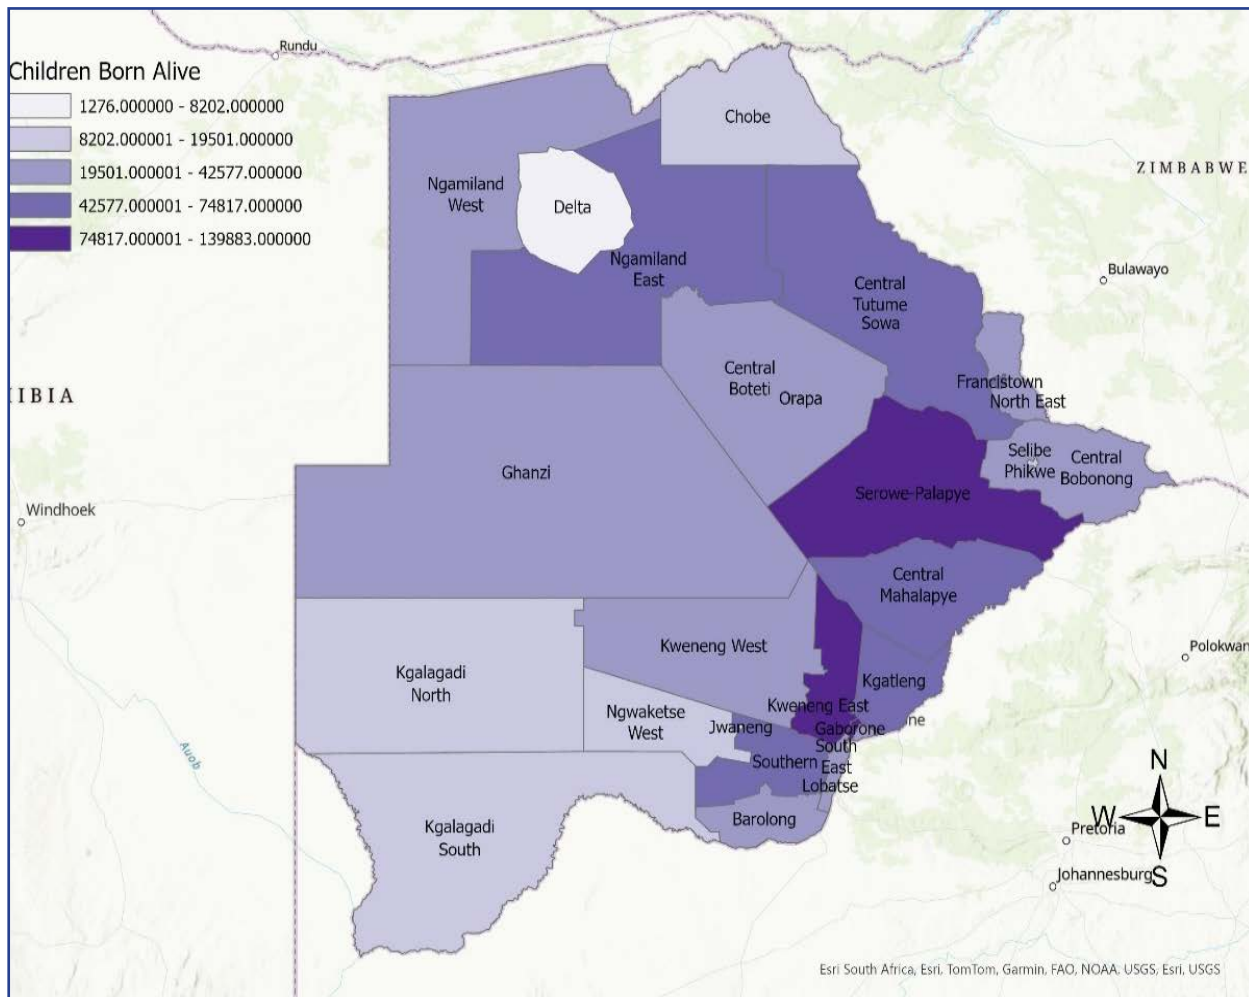 Rundu
Children Born Alive
1276.000000 - 8202.000000
8202.000001 - 19501.000000
19501.000001 - 42577.000000
42577.000001 - 74817.000000
74817.000001 - 139883.000000
Chobe
ZIMBABWE
Ngamiland
West
Delta
Ngamiland
East
Bulawayo
Central
Tutume
Sowa
IIBIA
Central
Boteti
Orapa
Francistown
North East
Selibe
Phikwe
Central
Bobonong
Ghanzi
Serowe-Palapye
Windhoek
Central
Mahalapye
Kweneng West
Polokwan
Kgalagadi
North
Kgatleng
Ngwaketse
West
Kweneng East
Jwaneng
Gaborone
ne
South
East
Southern
Lobatse
Auob
Barolong
Kgalagadi
South
N
W
E
S
Pretoria
Johannesburg
Esri South Africa, Esri, TomTom, Garmin, FAO, NOAA, USGS, Esri, USGS